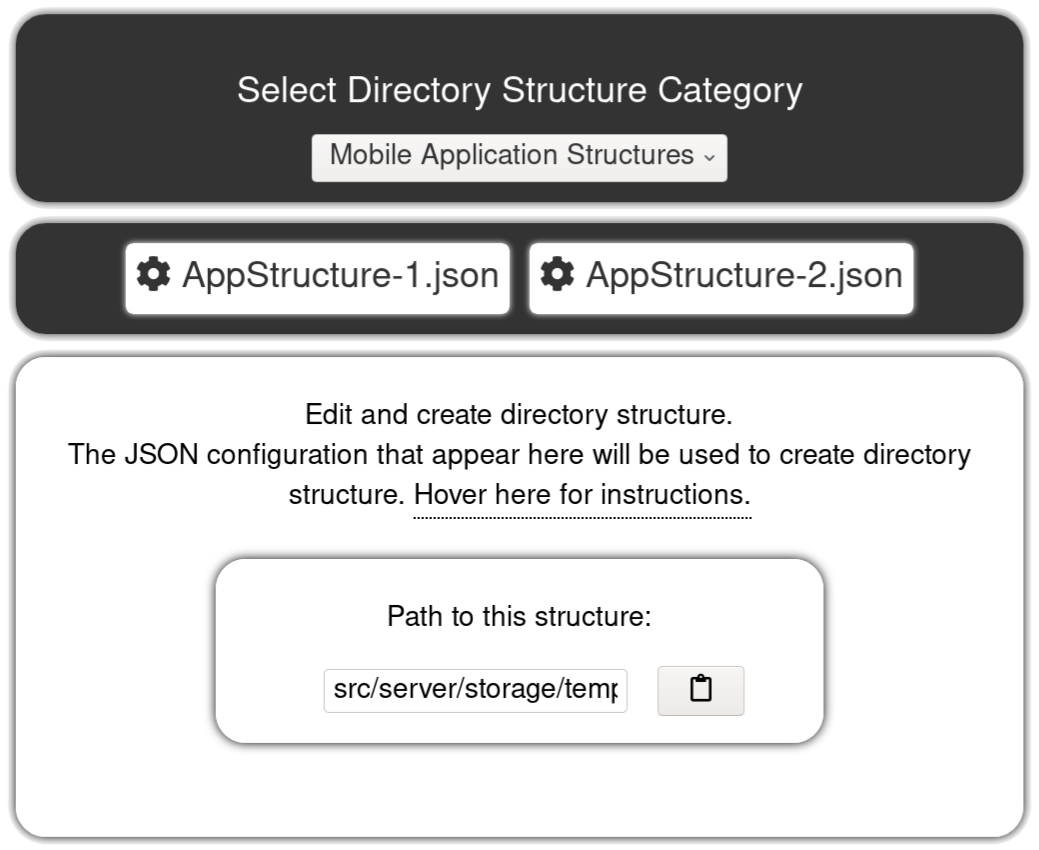 Select Directory Structure Category
Mobile Application Structures
AppStructure-1.json AppStructure-2.json
Edit and create directory structure.
The JSON configuration that appear here will be used to create directory
structure. Hover here for instructions.
Path to this structure:
src/server/storage/temp